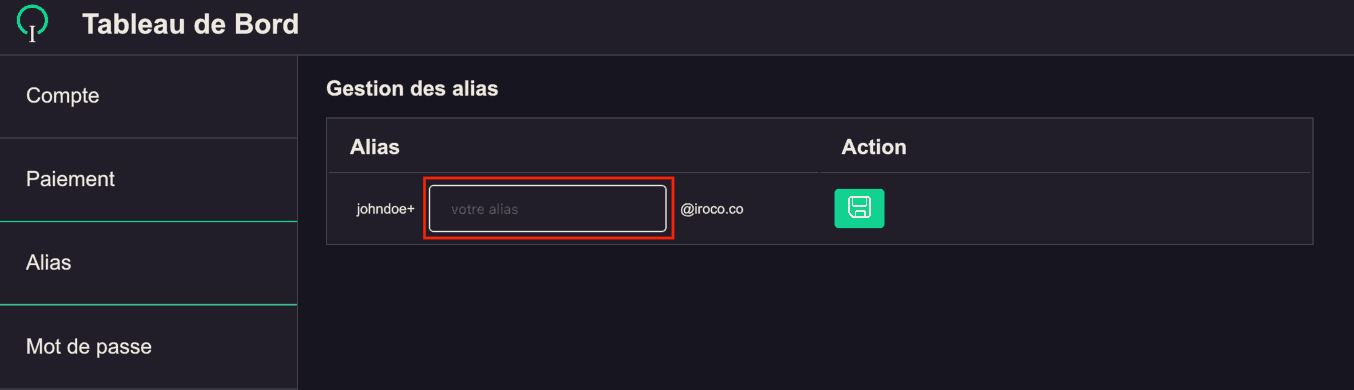 Tableau de Bord
Compte
Paiement
Alias
Mot de passe
Gestion des alias
Alias Action
johndoe+ votre alias @iroco.co